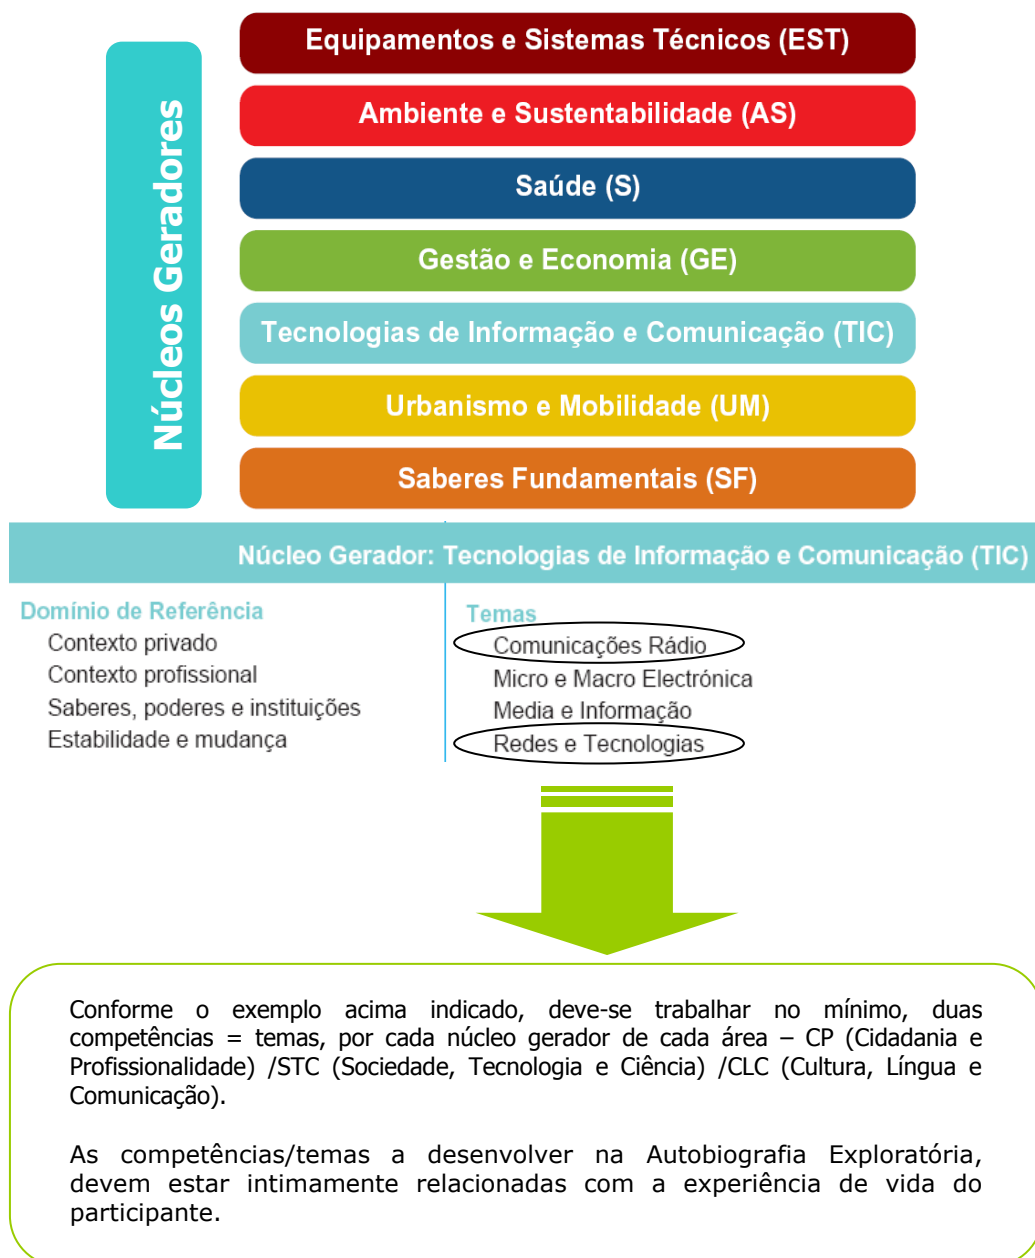 Núcleos Geradores
Equipamentos e Sistemas Técnicos (EST)
Ambiente e Sustentabilidade (AS)
Saúde (S)
Gestão e Economia (GE)
Tecnologias de Informação e Comunicação (TIC)
Urbanismo e Mobilidade (UM)
Saberes Fundamentais (SF)
Núcleo Gerador: Tecnologias de Informação e Comunicação (TIC)
Domínio de Referência
Contexto privado
Contexto profissional
Saberes, poderes e instituições
Estabilidade e mudança
Temas
Comunicações Rádio
Micro e Macro Electrónica
Media e Informação
Redes e Tecnologias
Conforme o exemplo acima indicado, deve-se trabalhar no mínimo, duas
competências = temas, por cada núcleo gerador de cada área – CP (Cidadania e
Profissionalidade) /STC (Sociedade, Tecnologia e Ciência) /CLC (Cultura, Língua e
Comunicação).
As competências/temas a desenvolver na Autobiografia Exploratória,
devem estar intimamente relacionadas com a experiência de vida do
participante.